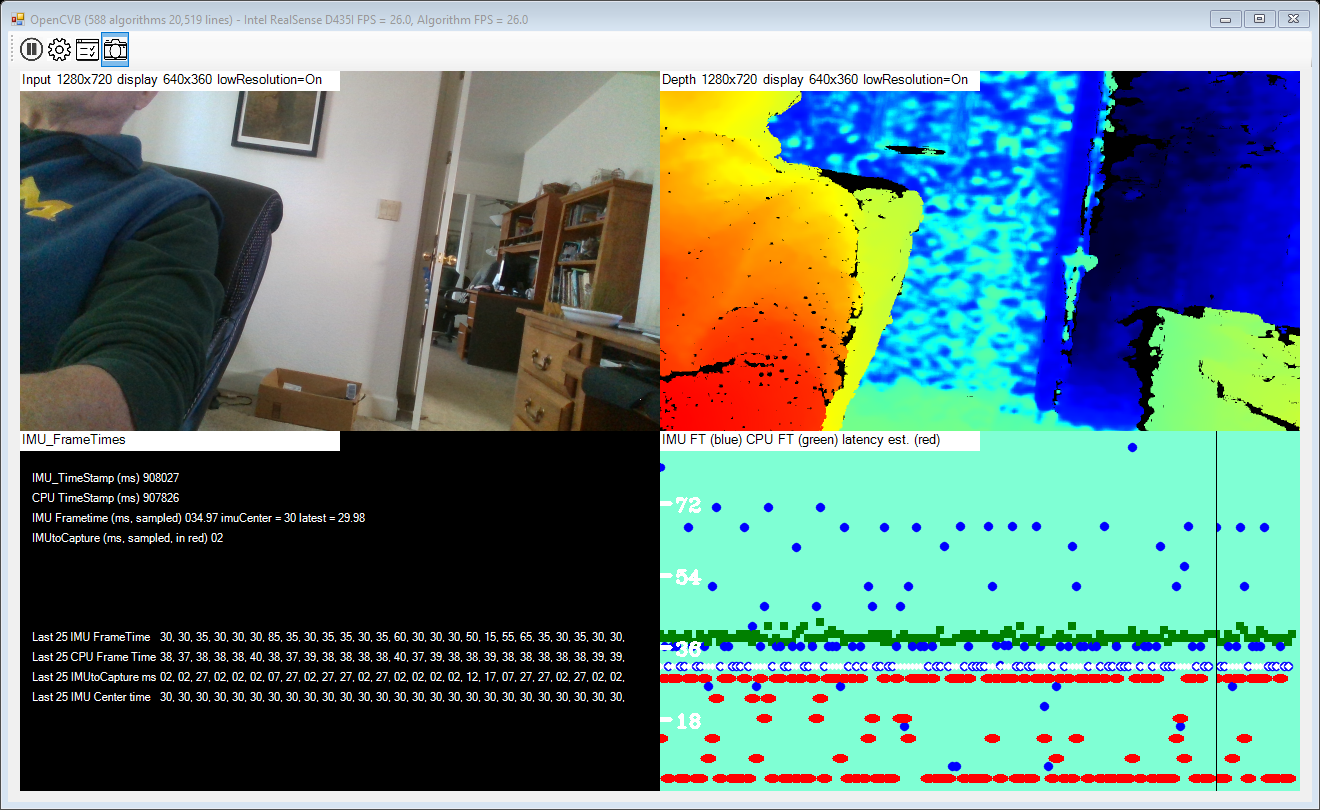 OpenCVB (588 algorithms 20,519 lines) - Intel RealSense D435I FPS = 26.0, Algorithm FPS = 26.0
Input 1280x720 display 640x360 lowResolution=On
Depth 1280x720 display 640x360 lowResolution=On
IMU_FrameTimes
IMU_TimeStamp (ms) 908027
CPU TimeStamp (ms) 907826
IMU Frametime (ms, sampled) 034.97 imuCenter = 30 latest = 29.98
IMUtoCapture (ms, sampled, in red) 02
Last 25 IMU FrameTime 30, 30, 35, 30, 30, 30, 85, 35, 30, 35, 35, 30, 35, 60, 30, 30, 30, 50, 15, 55, 65, 35, 30, 35, 30, 30,
Last 25 CPU Frame Time 38, 37, 38, 38, 38, 40, 38, 37, 39, 38, 38, 38, 38, 40, 37, 39, 38, 38, 39, 38, 38, 38, 38, 38, 39, 39,
Last 25 IMUtoCapture ms 02, 02, 27, 02, 02, 02, 07, 27, 02, 27, 27, 02, 27, 02, 02, 02, 02, 12, 17, 07, 27, 27, 02, 27, 02, 02,
Last 25 IMU Center time 30, 30, 30, 30, 30, 30, 30, 30, 30, 30, 30, 30, 30, 30, 30, 30, 30, 30, 30, 30, 30, 30, 30, 30, 30, 30,
IMU FT (blue) CPU FT (green) latency est. (red)
72
54
36
18